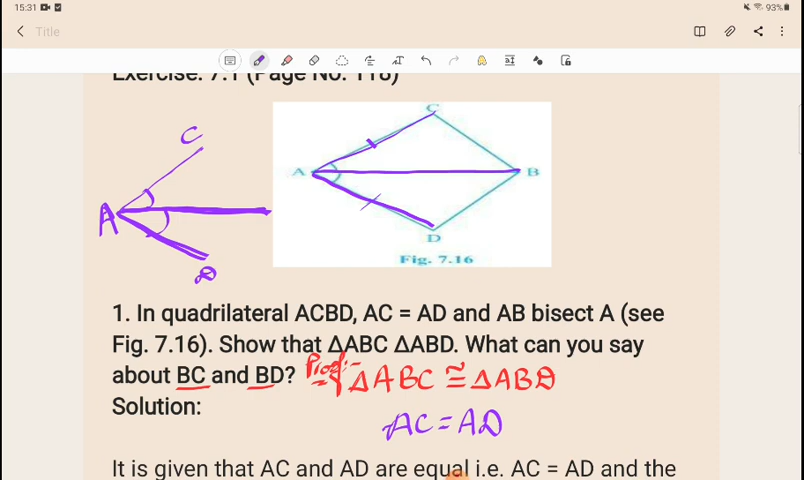 15:31
93%
Title
Exercise: 7.1 (Page No: 118)
C
A
D
C
A
B
D
Fig. 7.16
1. In quadrilateral ACBD, AC = AD and AB bisect A (see
Fig. 7.16). Show that ΔABC ΔABD. What can you say
about BC and BD? Proof:- ΔABC ≅ ΔABD
Solution:
AC = AD
It is given that AC and AD are equal i.e. AC = AD and the